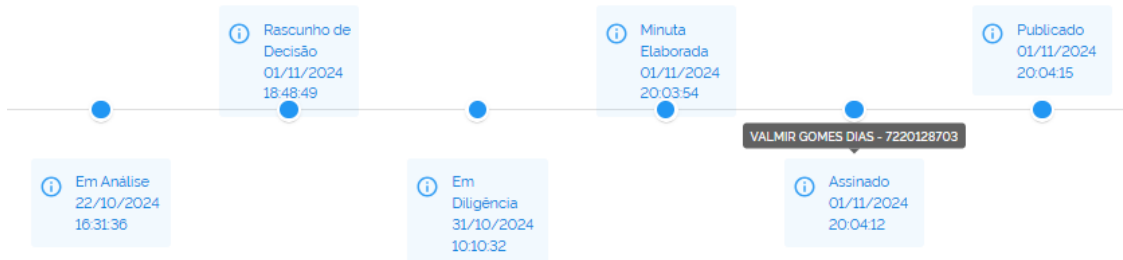 Rascunho de
Decisão
01/11/2024
18:48:49
Minuta
Elaborada
01/11/2024
20:03:54
Publicado
01/11/2024
20:04:15
VALMIR GOMES DIAS - 7220128703
Em Análise
22/10/2024
16:31:36
Em
Diligência
31/10/2024
10:10:32
Assinado
01/11/2024
20:04:12